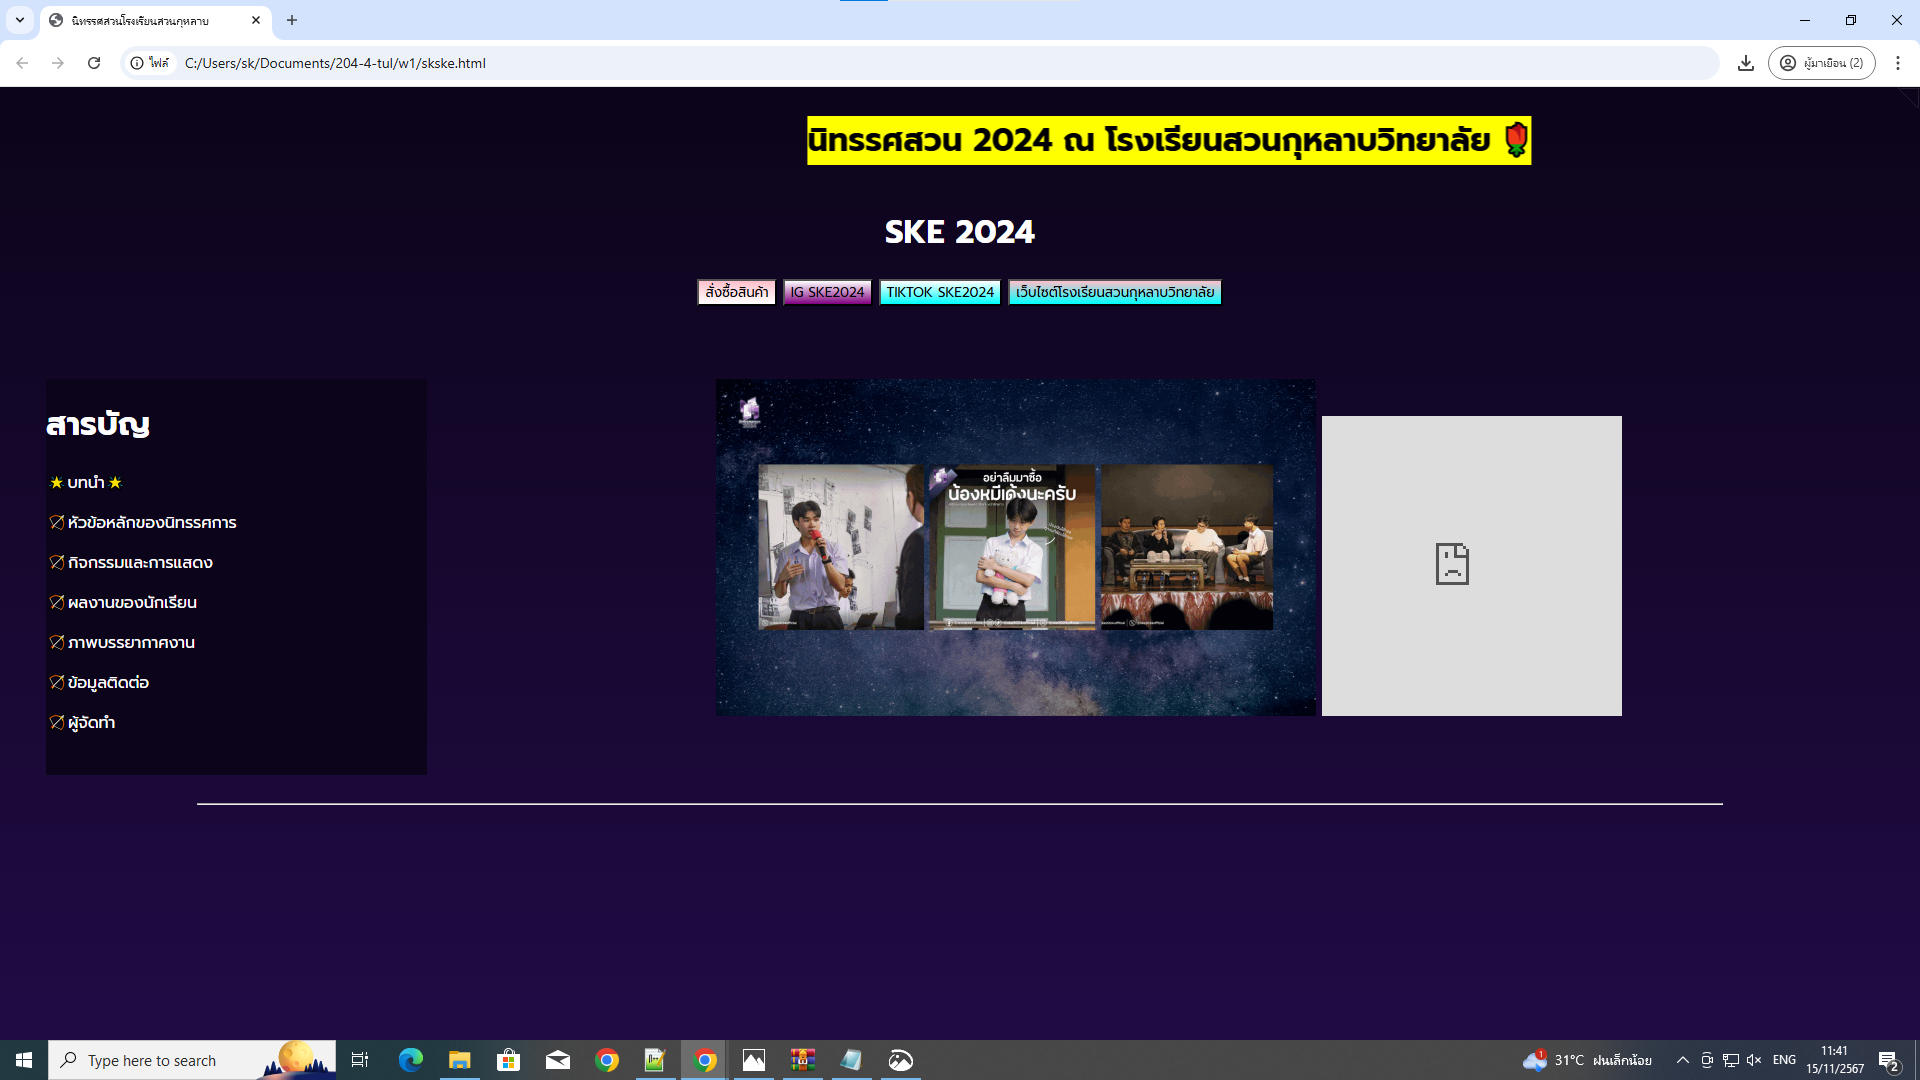 นิทรรศสวนโรงเรียนสวนกุหลาบ
ไฟล์
C:/Users/sk/Documents/204-4-tul/w1/skske.html
ผู้มาเยือน (2)
นิทรรศสวน 2024 ณ โรงเรียนสวนกุหลาบวิทยาลัย
SKE 2024
สั่งซื้อสินค้า
IG SKE2024
TIKTOK SKE2024
เว็บไซต์โรงเรียนสวนกุหลาบวิทยาลัย
สารบัญ
บทนำ
หัวข้อหลักของนิทรรศการ
กิจกรรมและการแสดง
ผลงานของนักเรียน
ภาพบรรยากาศงาน
ข้อมูลติดต่อ
ผู้จัดทำ
อย่าลืมมาซื้อ
น้องหมีเด้งนะครับ
Type here to search
1
31°C ฝนเล็กน้อย
ENG
11:41
15/11/2567
2